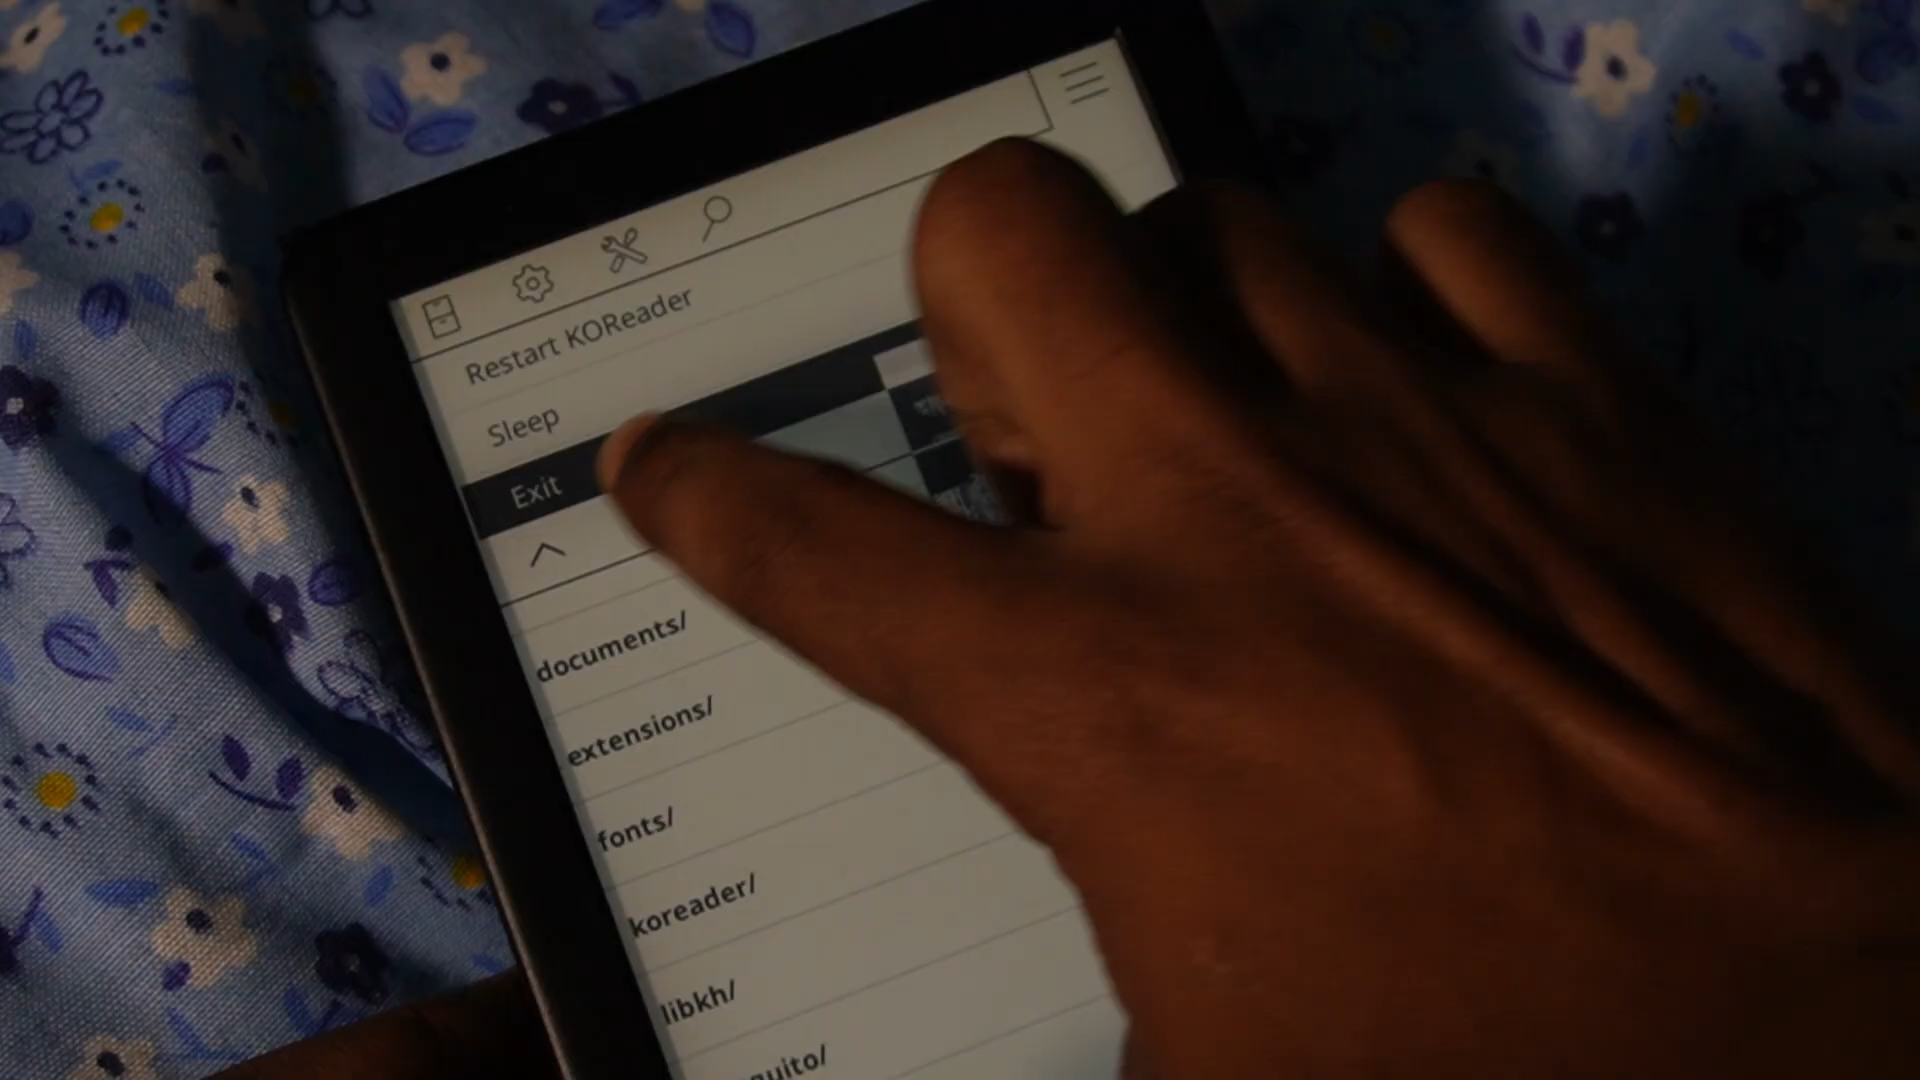 Restart KOReader
Sleep
Exit
documents/
extensions/
fonts/
koreader/
libkh/